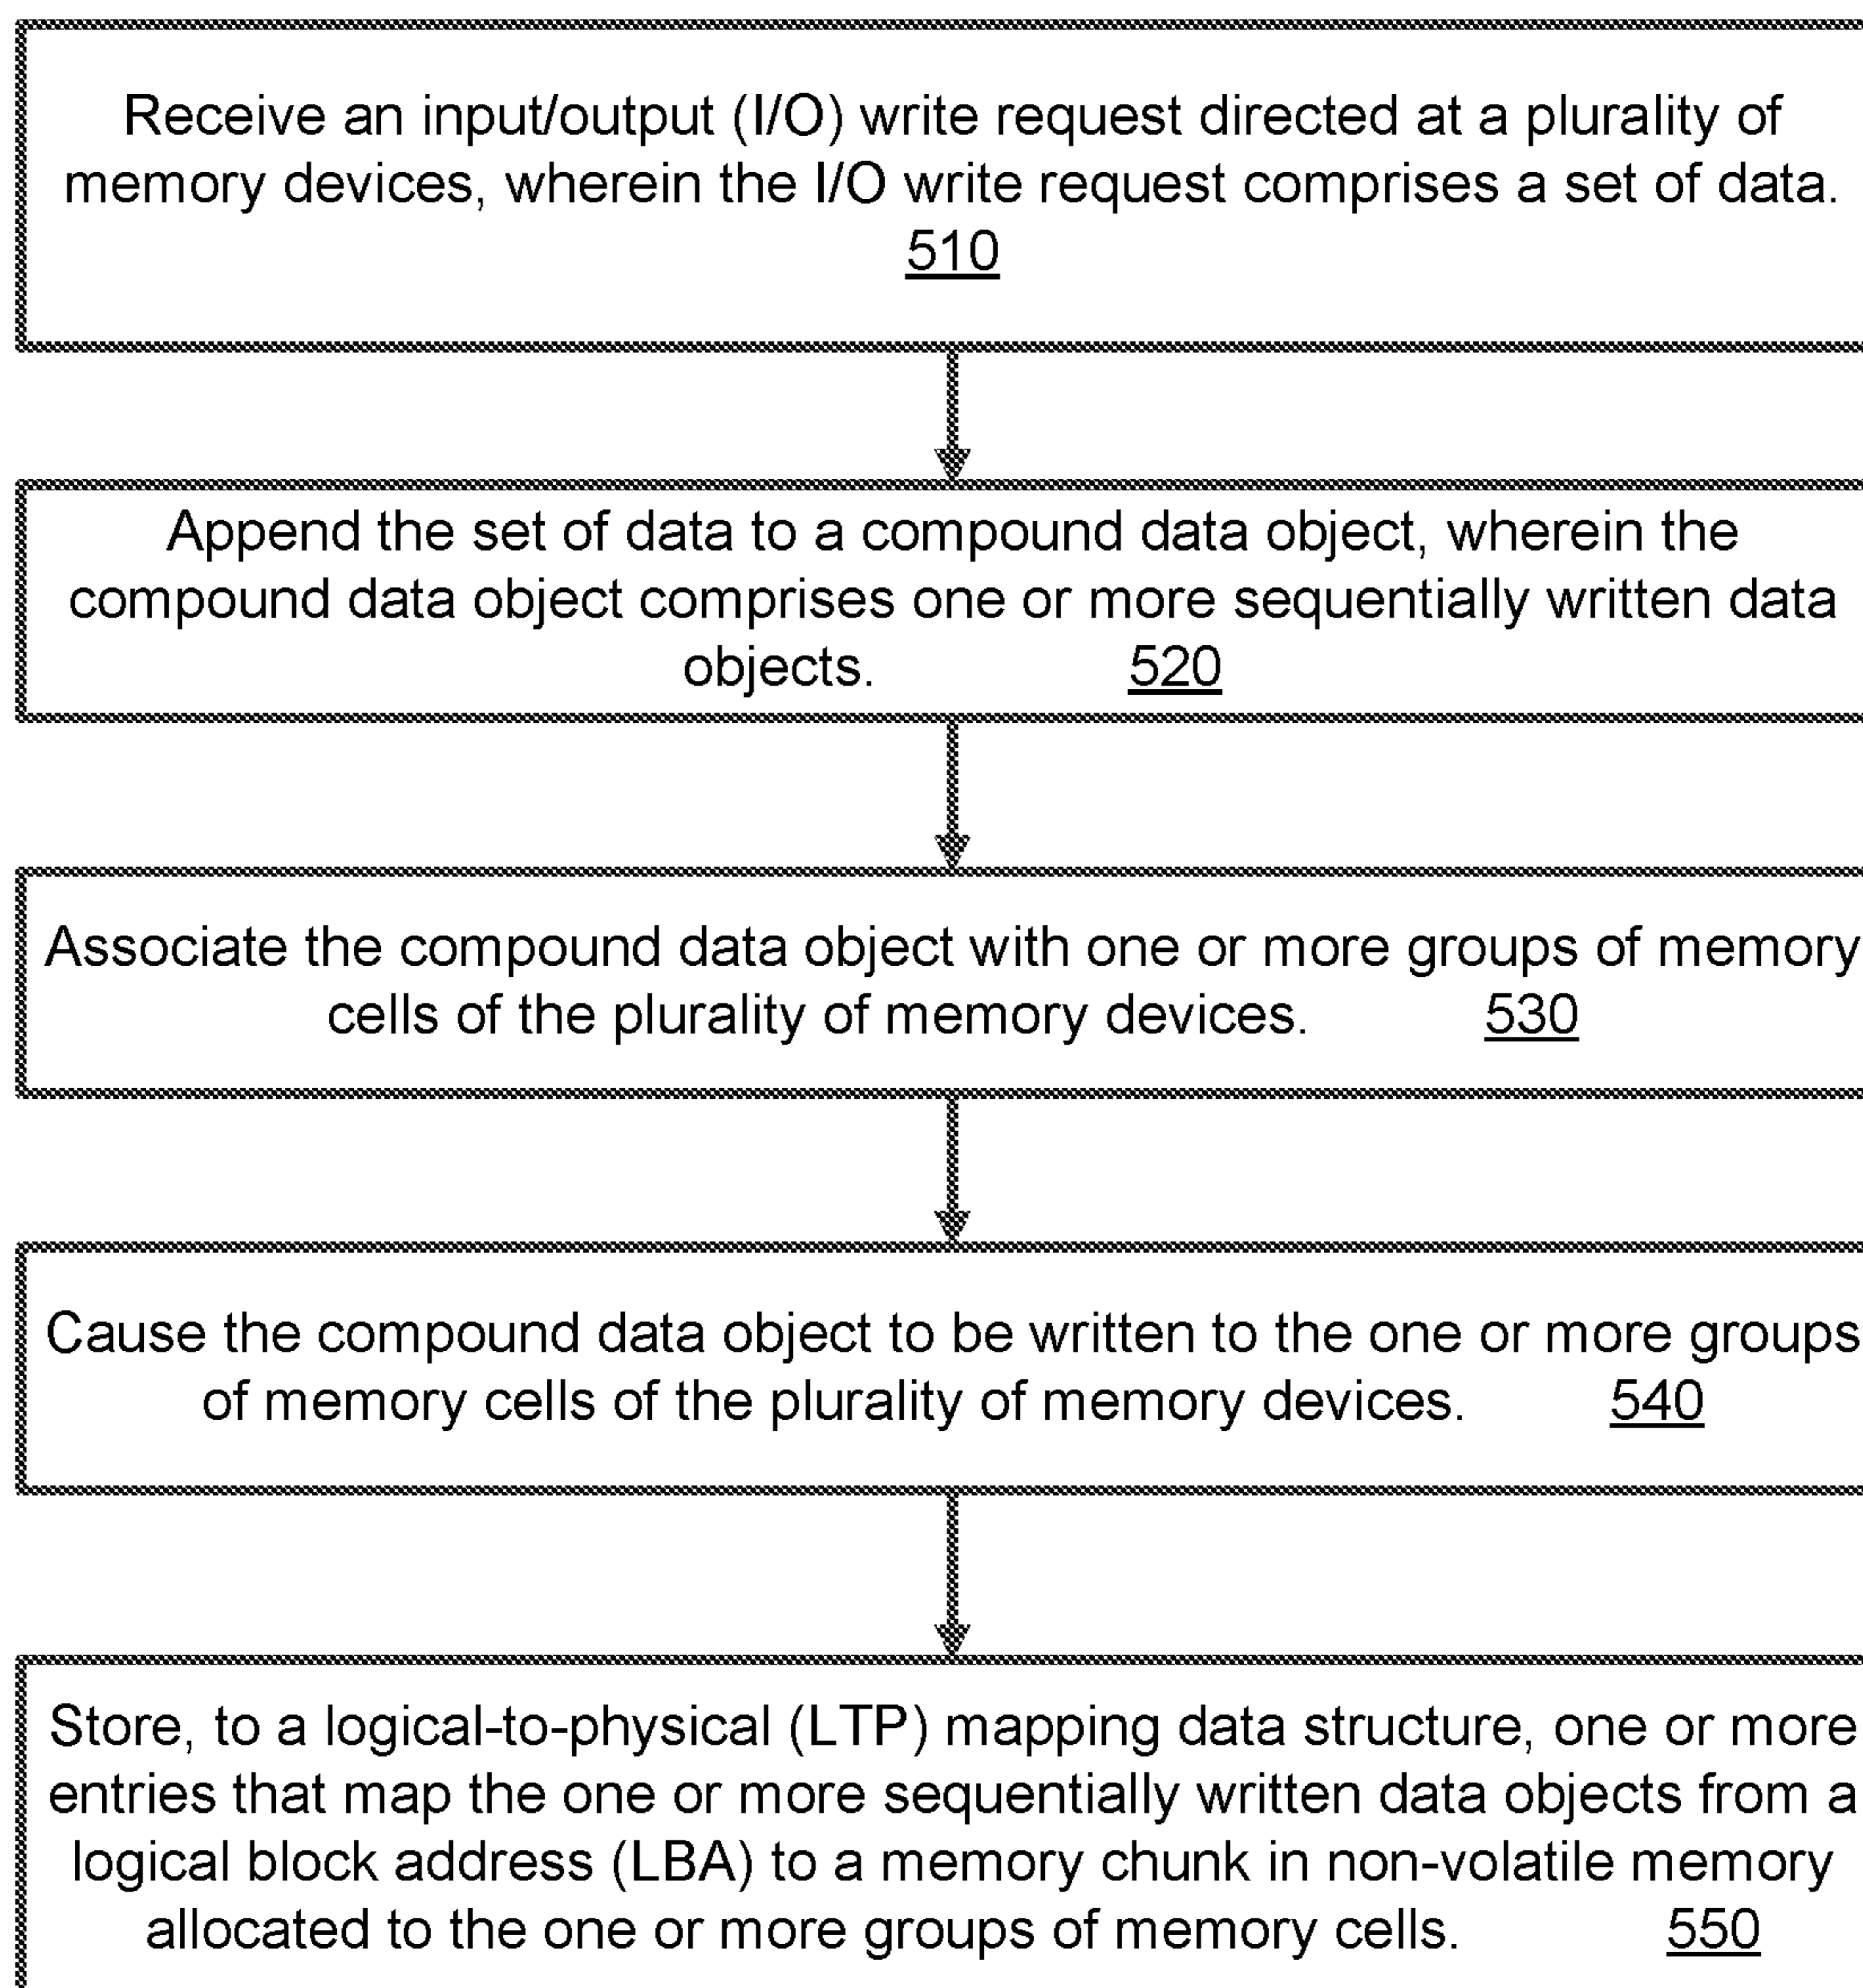 Receive an input/output (I/O) write request directed at a plurality of
memory devices, wherein the I/O write request comprises a set of data.
510
Append the set of data to a compound data object, wherein the
compound data object comprises one or more sequentially written data
objects. 520
Associate the compound data object with one or more groups of memory
cells of the plurality of memory devices. 530
Cause the compound data object to be written to the one or more groups
of memory cells of the plurality of memory devices. 540
Store, to a logical-to-physical (LTP) mapping data structure, one or more
entries that map the one or more sequentially written data objects from a
logical block address (LBA) to a memory chunk in non-volatile memory
allocated to the one or more groups of memory cells. 550